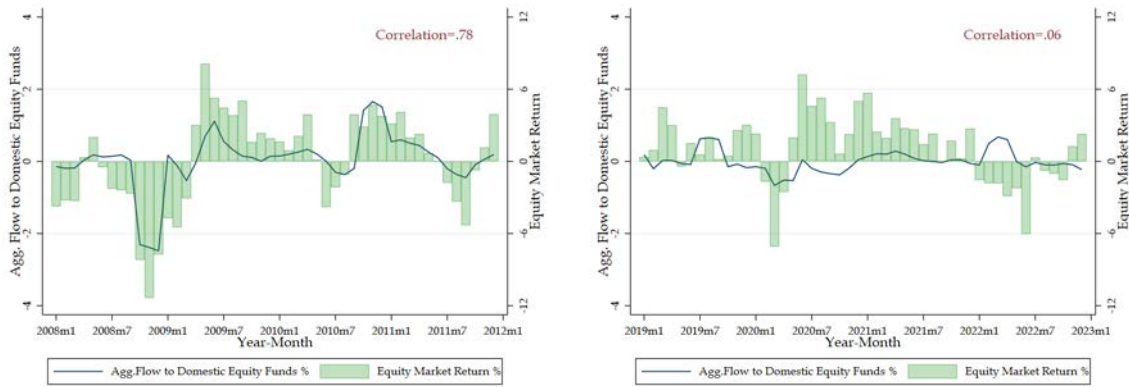 Correlation=.78
Agg. Flow to Domestic Equity Funds
-4 -2 0 2 4
Equity Market Return
-12 -6 0 6 12
2008m1 2008m7 2009m1 2009m7 2010m1 2010m7 2011m1 2011m7 2012m1
Year-Month
Agg.Flow to Domestic Equity Funds % Equity Market Return %
Correlation=.06
Agg. Flow to Domestic Equity Funds
-4 -2 0 2 4
Equity Market Return
-12 -6 0 6 12
2019m1 2019m7 2020m1 2020m7 2021m1 2021m7 2022m1 2022m7 2023m1
Year-Month
Agg.Flow to Domestic Equity Funds % Equity Market Return %